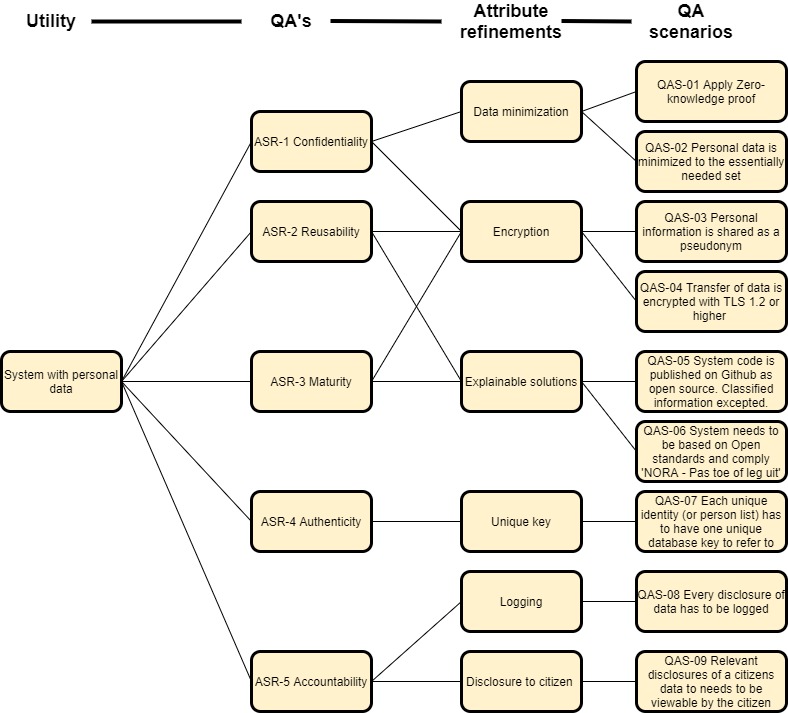 Utility
QA's
Attribute
refinements
QA
scenarios
System with personal
data
ASR-1 Confidentiality
ASR-2 Reusability
ASR-3 Maturity
ASR-4 Authenticity
ASR-5 Accountability
Data minimization
Encryption
Explainable solutions
Unique key
Logging
Disclosure to citizen
QAS-01 Apply Zero-
knowledge proof
QAS-02 Personal data is
minimized to the essentially
needed set
QAS-03 Personal
information is shared as a
pseudonym
QAS-04 Transfer of data is
encrypted with TLS 1.2 or
higher
QAS-05 System code is
published on Github as
open source. Classified
information excepted.
QAS-06 System needs to
be based on Open
standards and comply
'NORA - Pas toe of leg uit'
QAS-07 Each unique
identity (or person list) has
to have one unique
database key to refer to
QAS-08 Every disclosure of
data has to be logged
QAS-09 Relevant
disclosures of a citizens
data to needs to be
viewable by the citizen